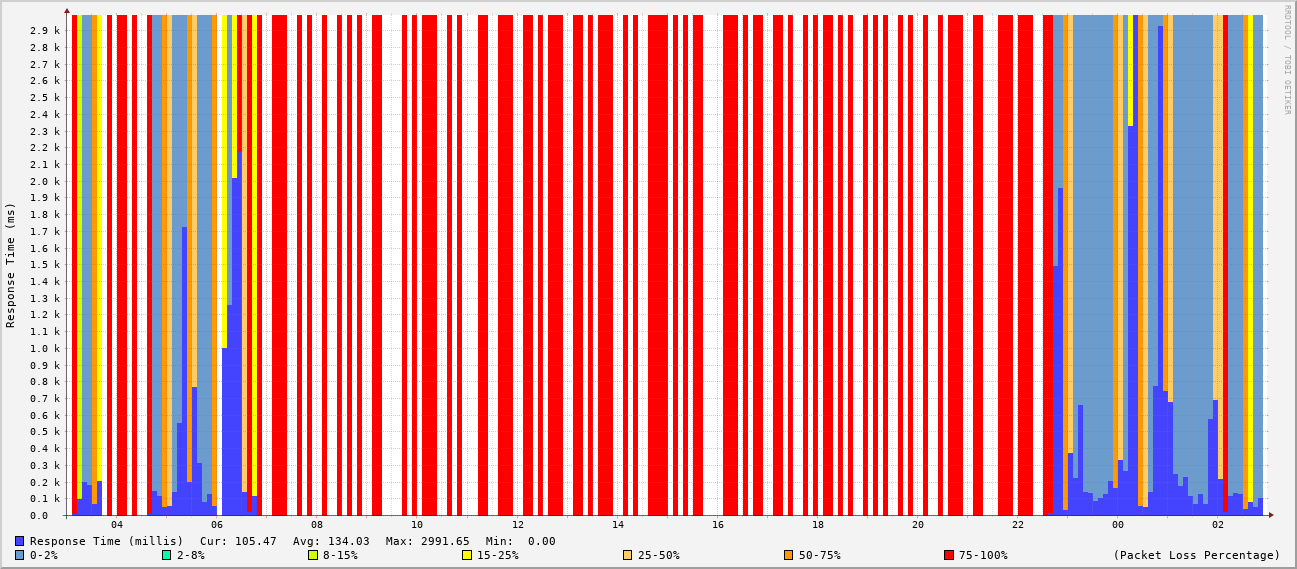 RRDTOOL / TOBI OETIKER
Response Time (ms)
2.9 k
2.8 k
2.7 k
2.6 k
2.5 k
2.4 k
2.3 k
2.2 k
2.1 k
2.0 k
1.9 k
1.8 k
1.7 k
1.6 k
1.5 k
1.4 k
1.3 k
1.2 k
1.1 k
1.0 k
0.9 k
0.8 k
0.7 k
0.6 k
0.5 k
0.4 k
0.3 k
0.2 k
0.1 k
0.0
04 06 08 10 12 14 16 18 20 22 00 02
Response Time (millis) Cur: 105.47 Avg: 134.03 Max: 2991.65 Min: 0.00
0-2% 2-8% 8-15% 15-25% 25-50% 50-75% 75-100% (Packet Loss Percentage)